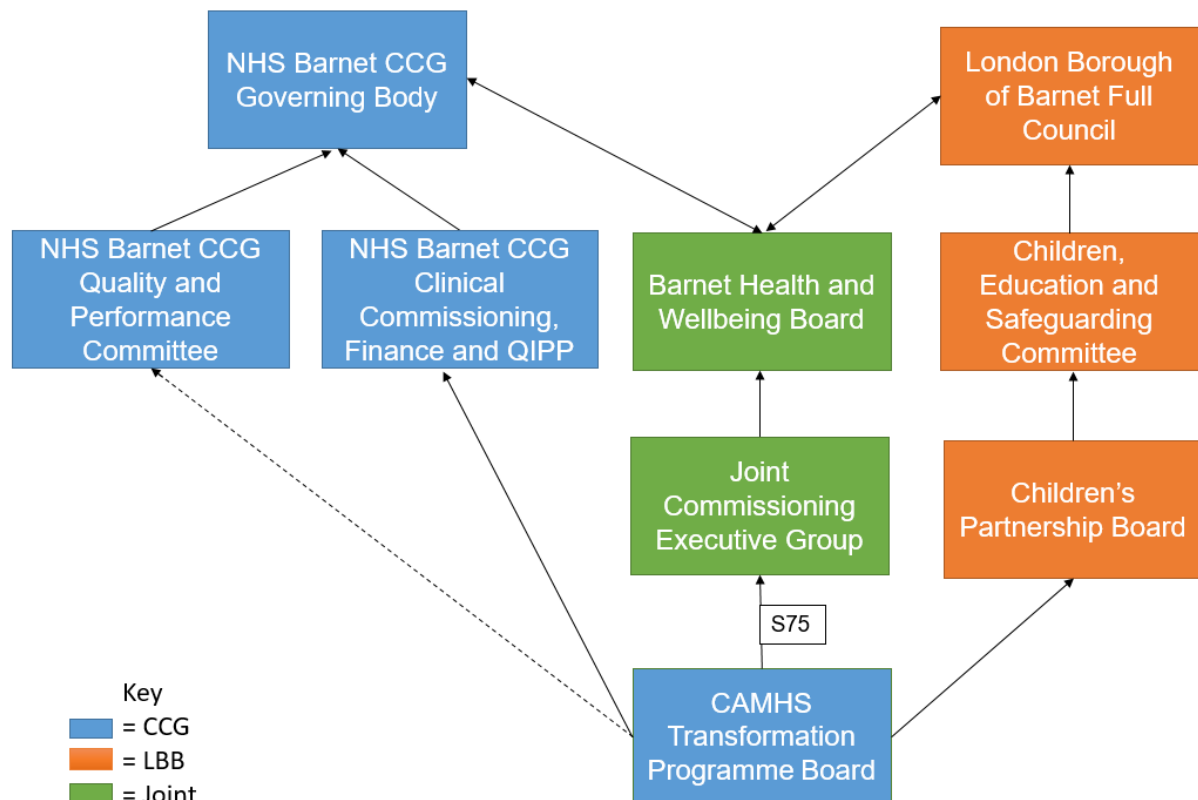 NHS Barnet CCG
Governing Body
London Borough
of Barnet Full
Council
NHS Barnet CCG
Quality and
Performance
Committee
NHS Barnet CCG
Clinical
Commissioning,
Finance and QIPP
Barnet Health and
Wellbeing Board
Children,
Education and
Safeguarding
Committee
Joint
Commissioning
Executive Group
Children’s
Partnership Board
S75
CAMHS
Transformation
Programme Board
Key
= CCG
= LBB
= Joint